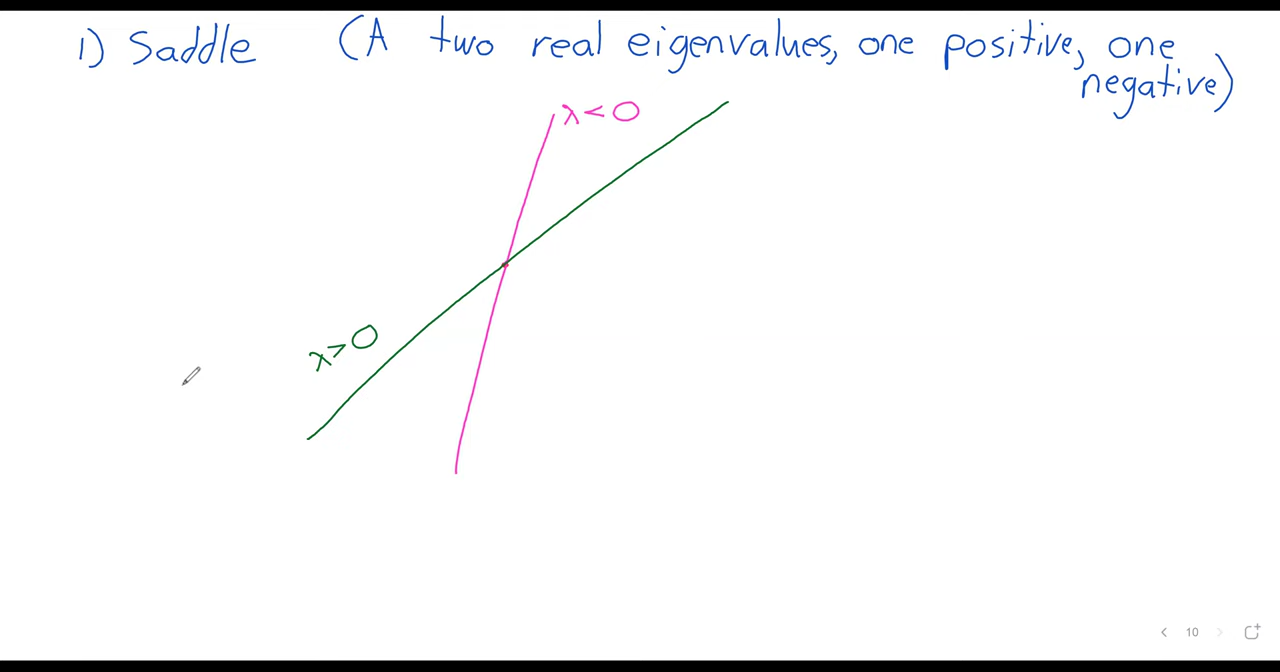 1) Saddle (A two real eigenvalues, one positive, one
negative)
λ<0
λ>0
10